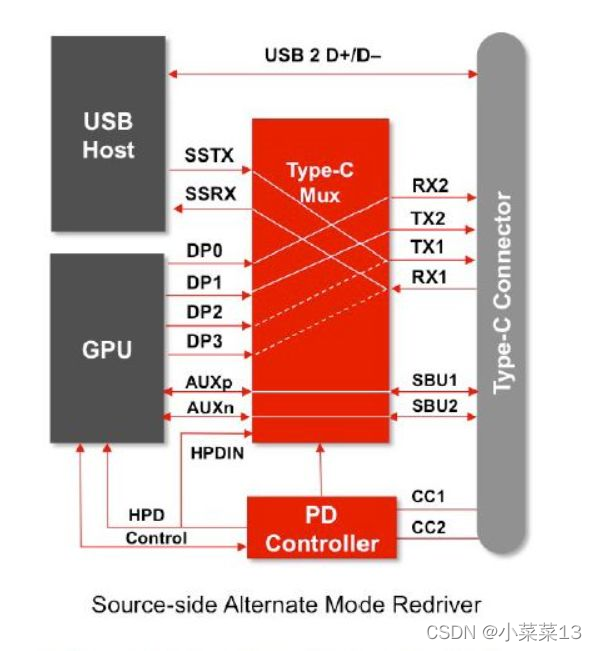 USB 2 D+/D–
USB
Host
SSTX
SSRX
Type-C
Mux
RX2
TX2
TX1
RX1
DP0
DP1
DP2
DP3
GPU
AUXp
AUXn
SBU1
SBU2
HPDIN
Type-C Connector
HPD
Control
PD
Controller
CC1
CC2
Source-side Alternate Mode Redriver
CSDN @小菜菜13